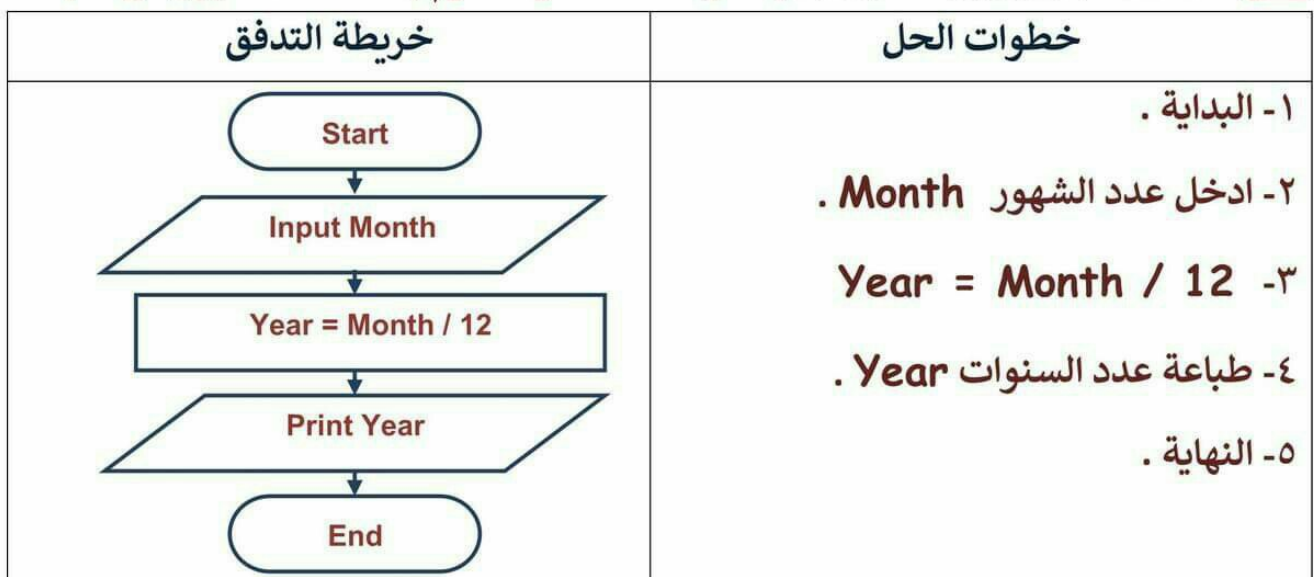 خطوات الحل
١- البداية .
٢- ادخل عدد الشهور Month .
٣- Year = Month / 12
٤- طباعة عدد السنوات Year .
٥- النهاية .
خريطة التدفق
Start
Input Month
Year = Month / 12
Print Year
End